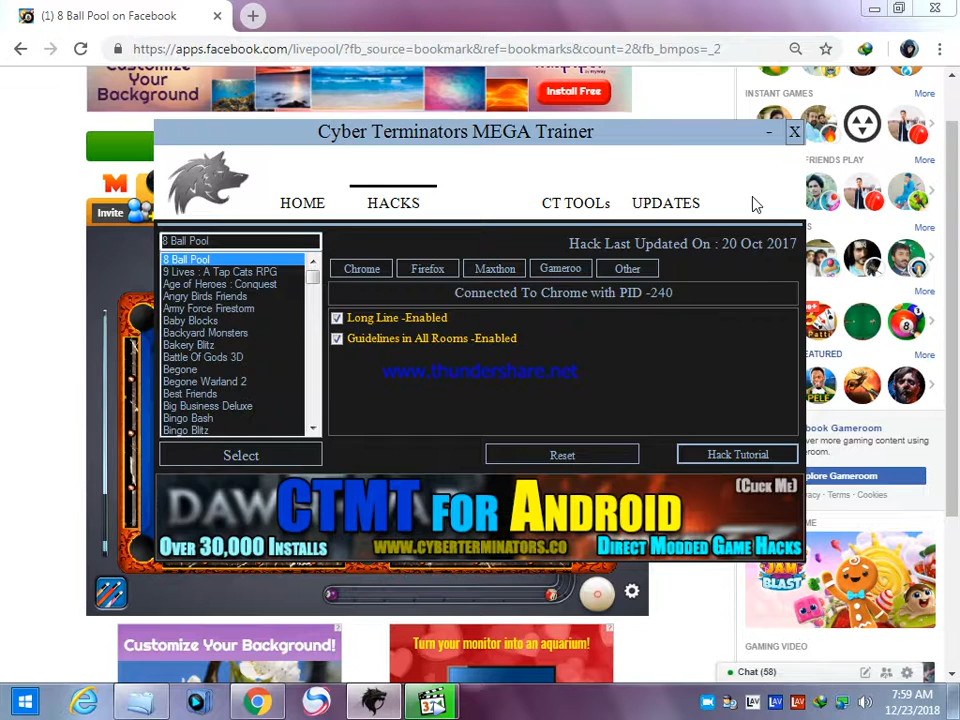 (1) 8 Ball Pool on Facebook
https://apps.facebook.com/livepool/?fb_source=bookmark&ref=bookmarks&count=2&fb_bmpos=_2
Customize
Your
Background
Install Free
INSTANT GAMES
More
Cyber Terminators MEGA Trainer
- X
HOME HACKS CT TOOLs UPDATES
FRIENDS PLAY
More
M
Invite
8 Ball Pool
Hack Last Updated On : 20 Oct 2017
More
8 Ball Pool
9 Lives : A Tap Cats RPG
Age of Heroes : Conquest
Angry Birds Friends
Army Force Firestorm
Baby Blocks
Backyard Monsters
Bakery Blitz
Battle Of Gods 3D
Begone
Begone Warland 2
Best Friends
Big Business Deluxe
Bingo Bash
Bingo Blitz
Chrome Firefox Maxthon Gameroo Other
Connected To Chrome with PID -240
Long Line -Enabled
Guidelines in All Rooms -Enabled
www.thundershare.net
More
More
Select
Reset
Hack Tutorial
book Gameroom
ver more gaming content using
plore Gameroom
Terms · Cookies
DAW
CTMT FOR ANDROID
(CLICK ME)
OVER 30,000 INSTALLS
WWW.CYBERTERMINATORS.CO
DIRECT MODDED GAME HACKS
JAM
BLAST
GAMING VIDEO
Customize Your Background!
Turn your monitor into an aquarium!
Chat (58)
37
LAV LAV LAV
7:59 AM
12/23/2018